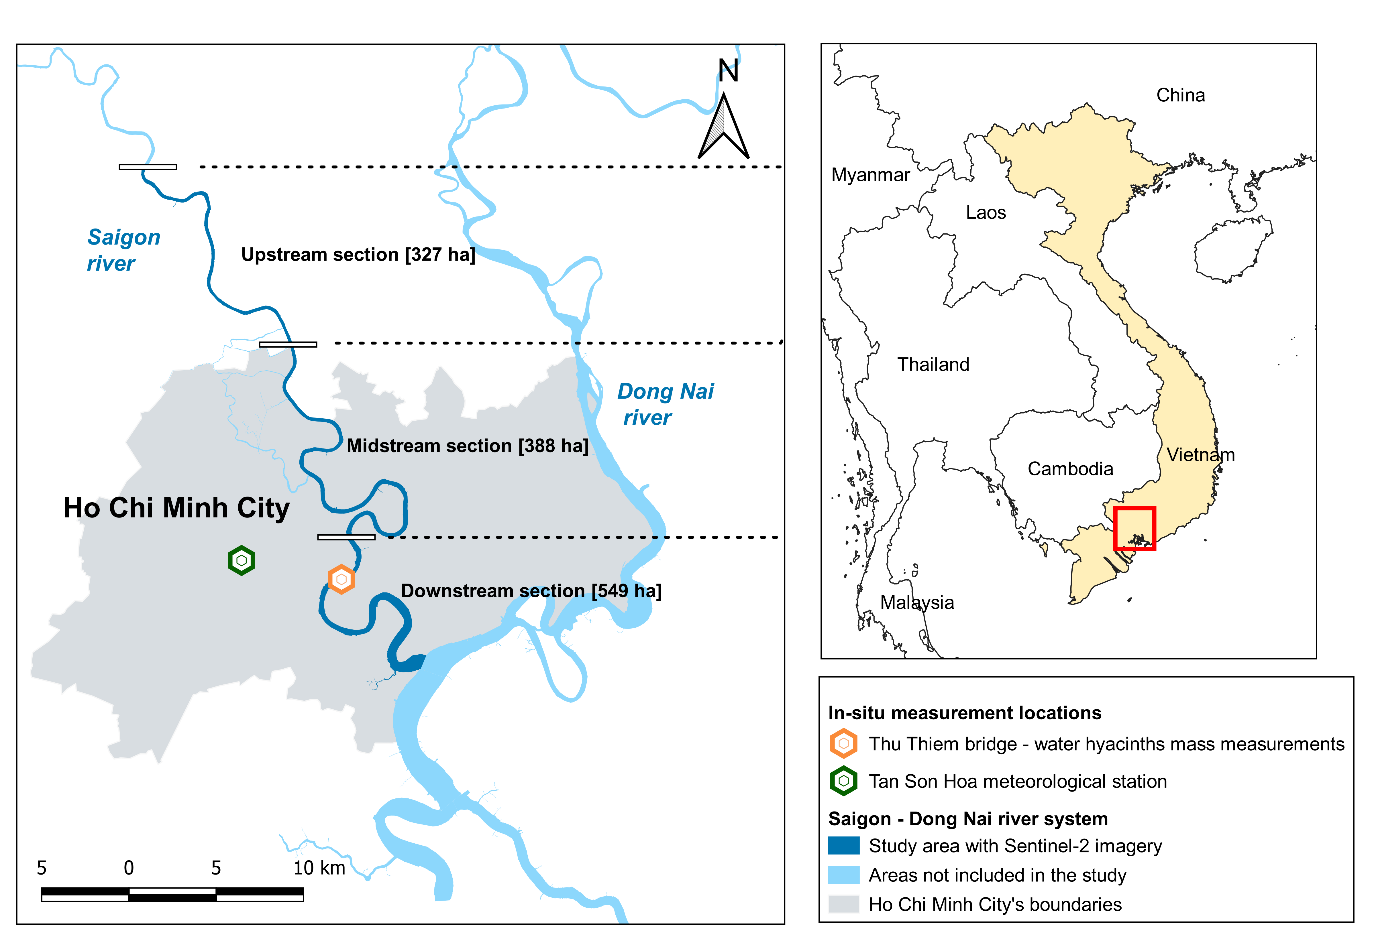 N
Saigon
river
Upstream section [327 ha]
Dong Nai
river
Midstream section [388 ha]
Ho Chi Minh City
Downstream section [549 ha]
5 0 5 10 km
China
Myanmar
Laos
Thailand
Cambodia
Vietnam
Malaysia
In-situ measurement locations
Thu Thiem bridge - water hyacinths mass measurements
Tan Son Hoa meteorological station
Saigon - Dong Nai river system
Study area with Sentinel-2 imagery
Areas not included in the study
Ho Chi Minh City's boundaries